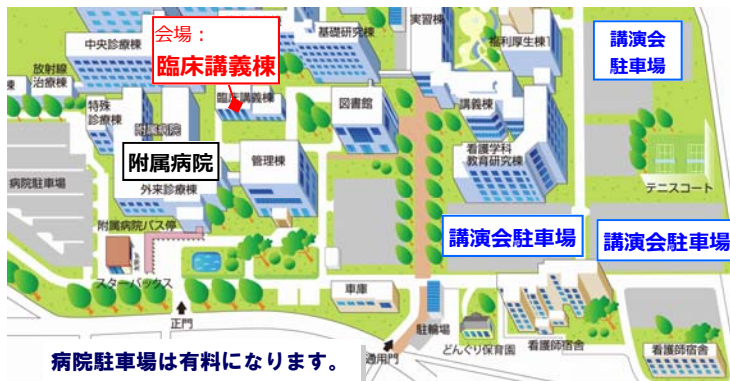 会場：
臨床講義棟
中央診療棟
基礎研究棟
実習棟
福利厚生棟
講演会
駐車場
放射線
治療棟
棟
特殊
診療棟
附属病院
臨床講義棟
図書館
講義棟
附属病院
管理棟
看護学科
教育研究棟
病院駐車場
外来診療棟
テニスコート
附属病院バス停
講演会駐車場
講演会駐車場
スターバックス
車庫
正門
駐輪場
通用門
どんぐり保育園
看護師宿舎
看護師宿舎
病院駐車場は有料になります。